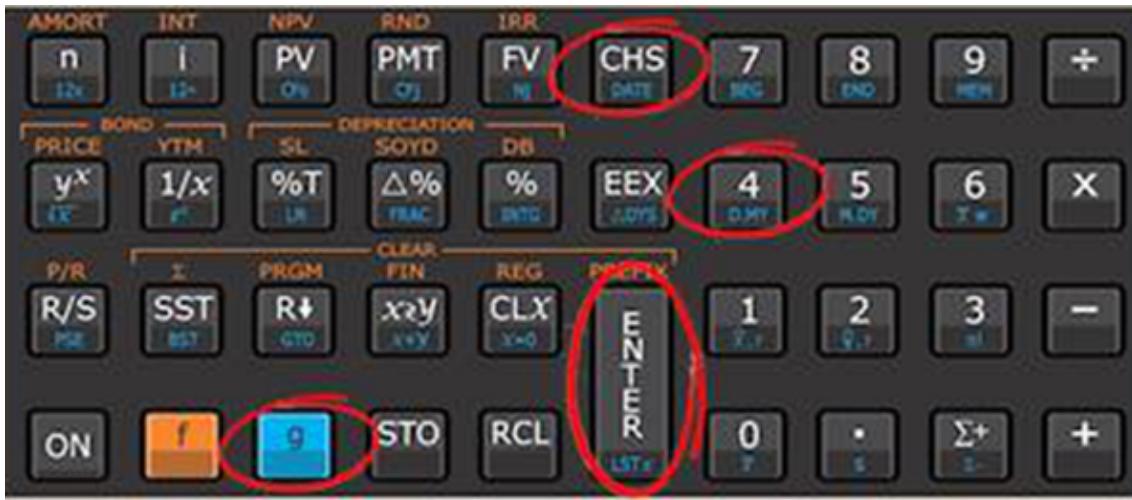 AMORT INT NPV RND IRR
n i PV PMT FV CHS 7 8 9 ÷
12x 12÷ CFo CFj Nj DATE BEG END MEM
BOND DEPRECIATION
PRICE YTM SL SOYD DB
yˣ 1/x %T △% % EEX 4 5 6 X
√x eˣ LN FRAC INTG △DYS D.MY M.DY
CLEAR
P/R Σ PRGM FIN REG PREFIX
R/S SST R↓ x≷y CLX ENTER 1 2 3 −
PSE BST GTO x≤y x=0 n!
ON f g STO RCL 0 . Σ+ +
LSTx Σ-